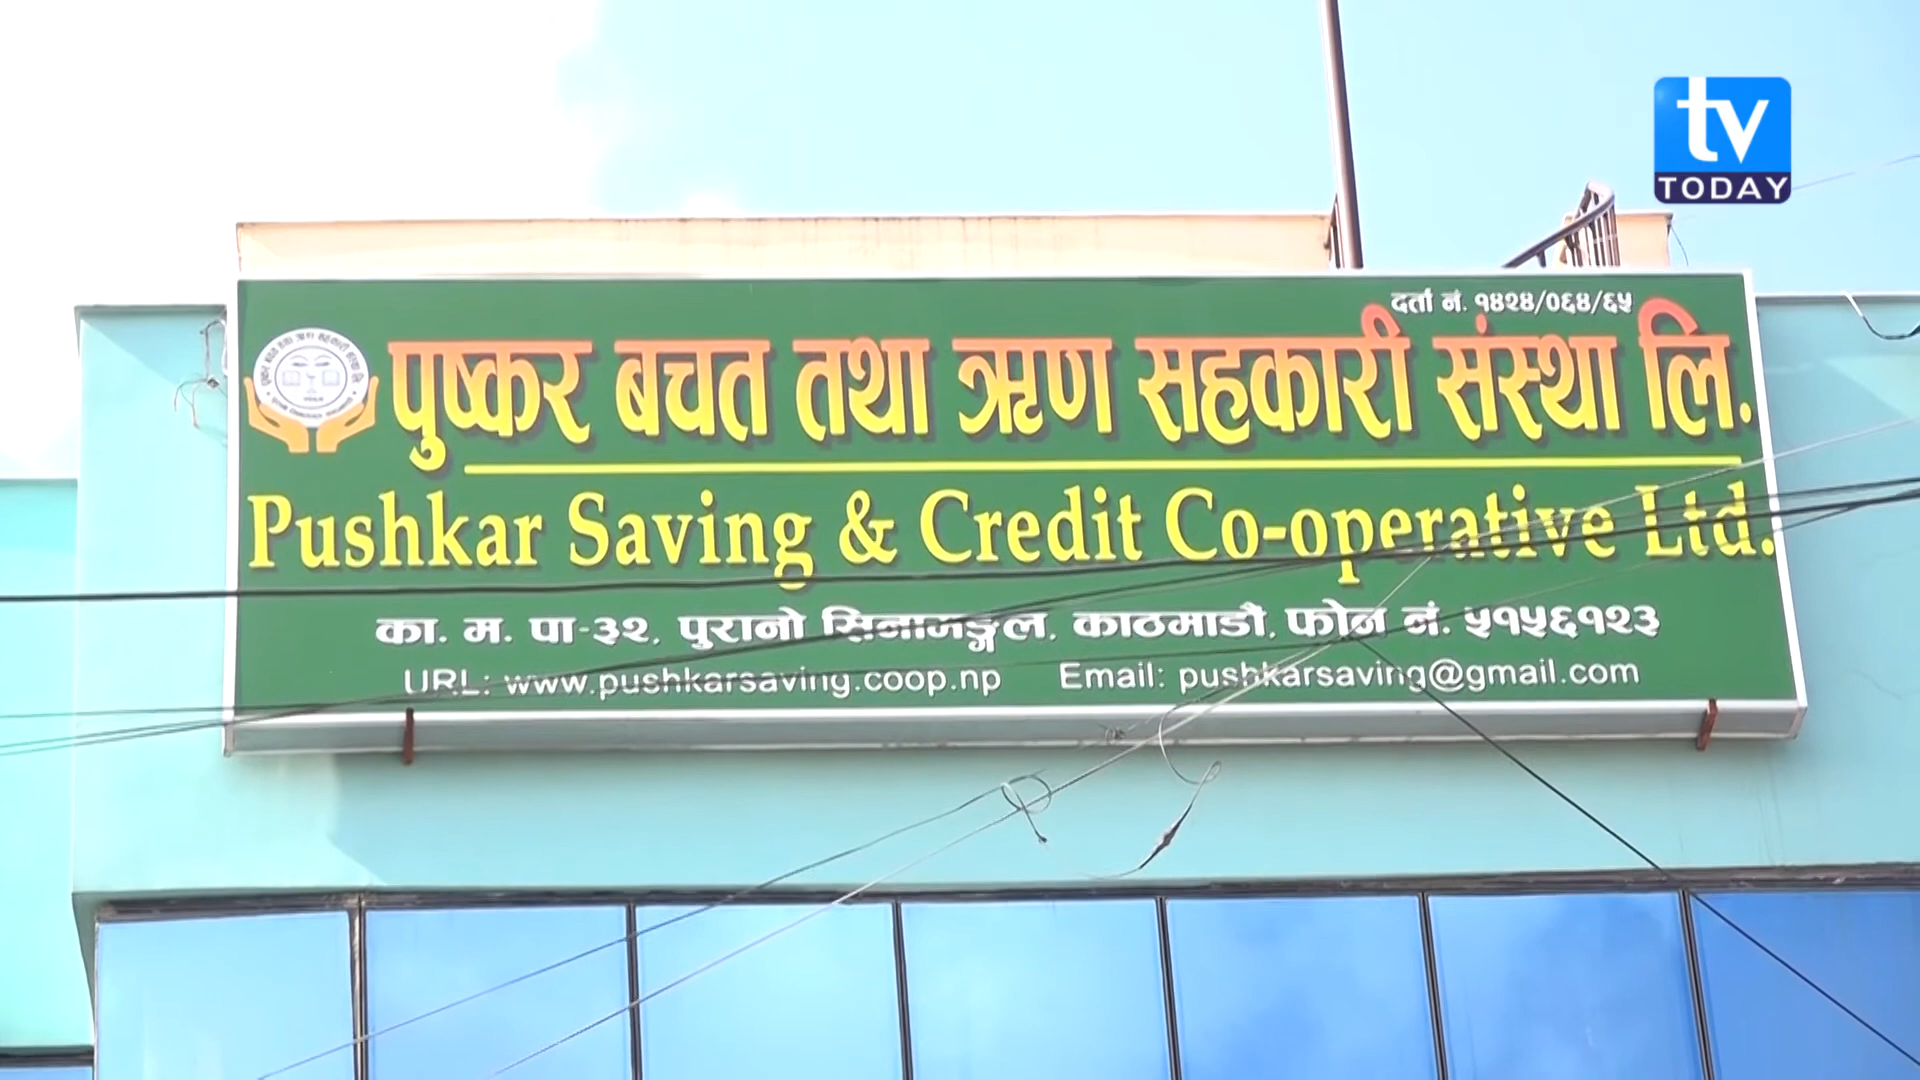 tv
TODAY
दर्ता नं. १४२४/०६४/६५
पुष्कर बचत तथा ऋण सहकारी संस्था लि.
Pushkar Saving & Credit Co-operative Ltd.
का. म. पा-३२, पुरानो सिनामङ्गल, काठमाडौं, फोन नं. ५१५६१२३
URL: www.pushkarsaving.coop.np Email: pushkarsaving@gmail.com